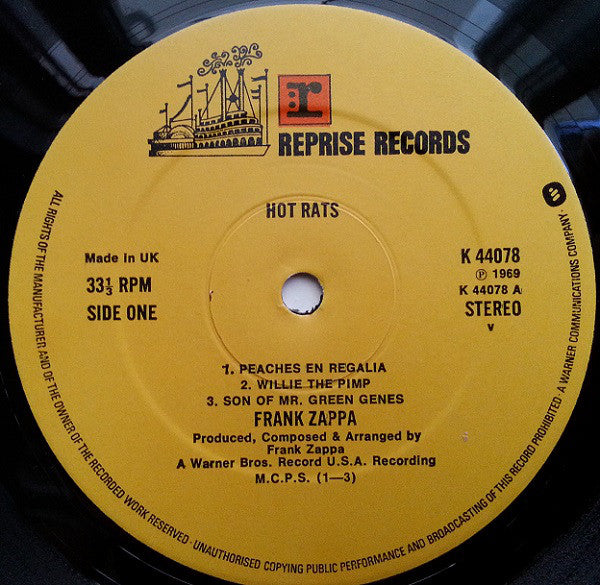 r:
REPRISE RECORDS
HOT RATS
Made in UK
33⅓ RPM
SIDE ONE
K 44078
℗ 1969
K 44078 A
STEREO
v
1. PEACHES EN REGALIA
2. WILLIE THE PIMP
3. SON OF MR. GREEN GENES
FRANK ZAPPA
Produced, Composed & Arranged by
Frank Zappa
A Warner Bros. Record U.S.A. Recording
M.C.P.S. (1—3)
ALL RIGHTS OF THE MANUFACTURER AND OF THE OWNER OF THE RECORDED WORK RESERVED · UNAUTHORISED COPYING PUBLIC PERFORMANCE AND BROADCASTING OF THIS RECORD PROHIBITED · A WARNER COMMUNICATIONS COMPANY ·